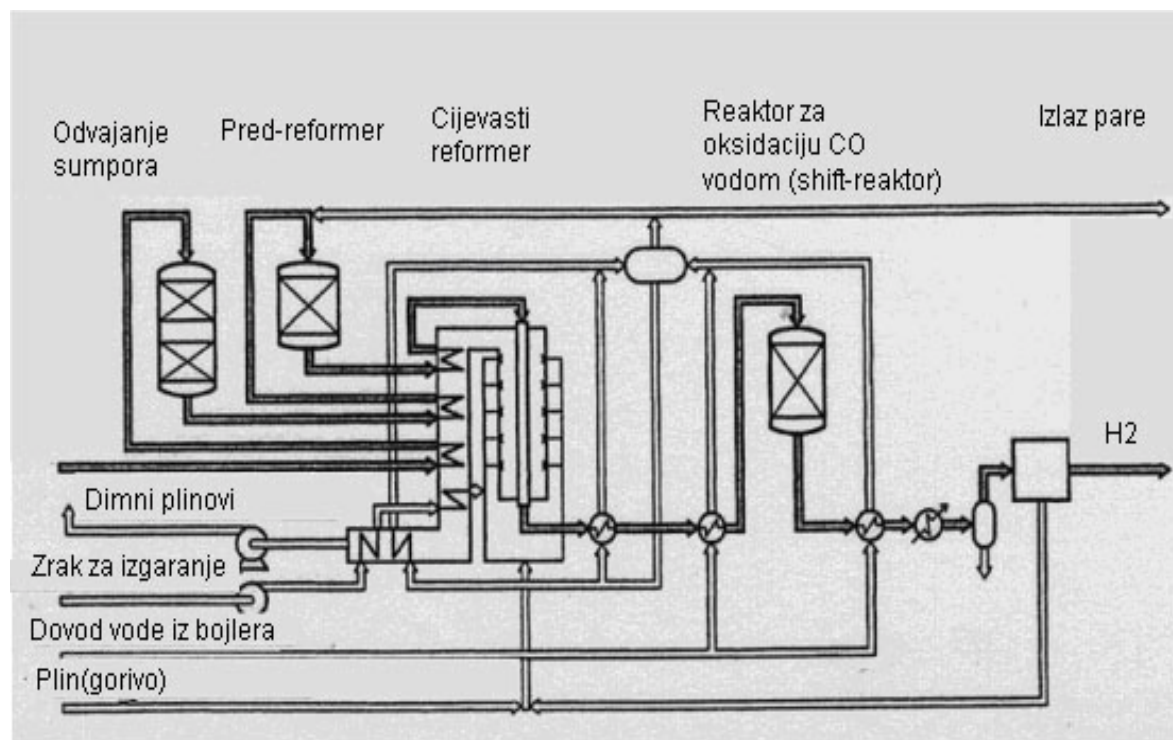 Odvajanje
sumpora
Pred-reformer
Cijevasti
reformer
Reaktor za
oksidaciju CO
vodom (shift-reaktor)
Izlaz pare
H2
Dimni plinovi
Zrak za izgaranje
Dovod vode iz bojlera
Plin(gorivo)